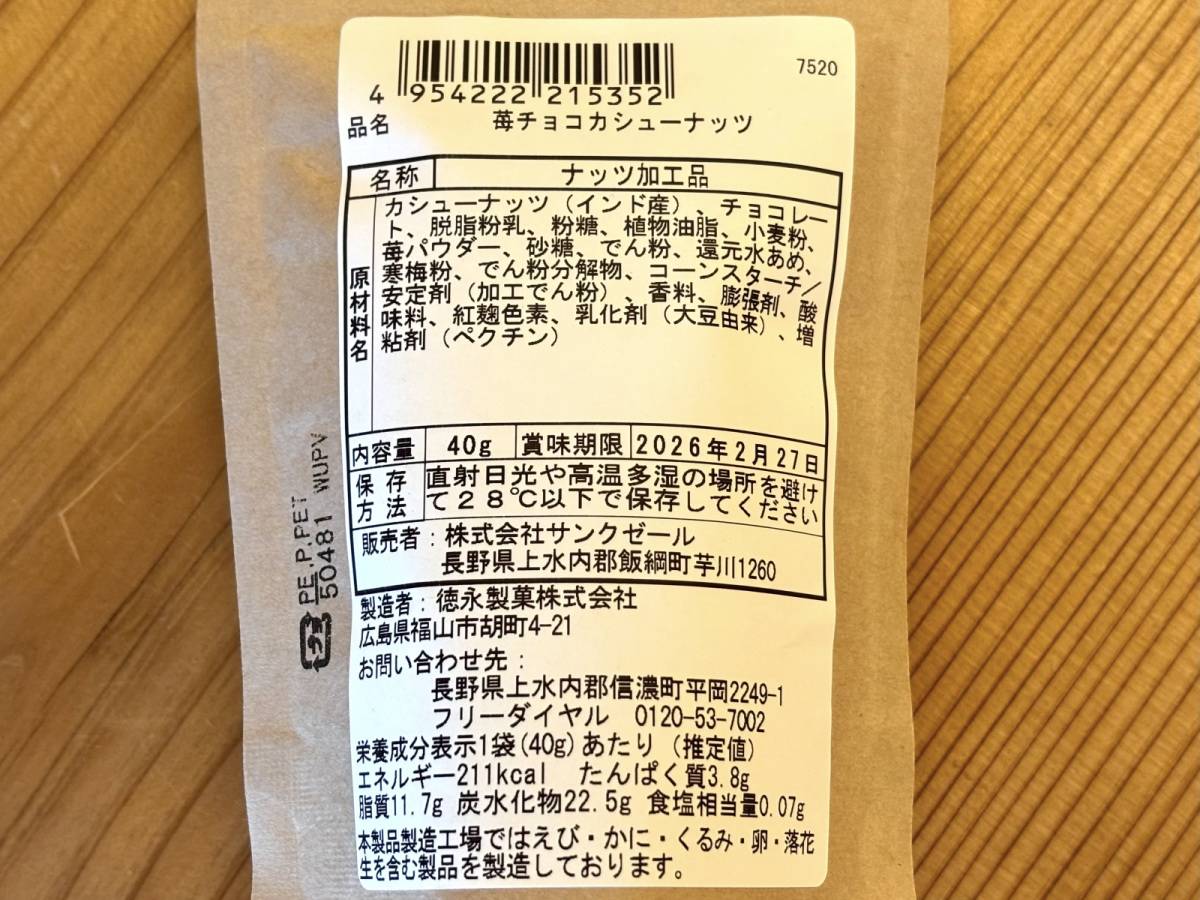 7520
4 954222 215352
品名 苺チョコカシューナッツ
名称 ナッツ加工品
原材料名
カシューナッツ（インド産）、チョコレー
ト、脱脂粉乳、粉糖、植物油脂、小麦粉、
苺パウダー、砂糖、でん粉、還元水あめ、
寒梅粉、でん粉分解物、コーンスターチ/
安定剤（加工でん粉）、香料、膨張剤、酸
味料、紅麹色素、乳化剤（大豆由来）、増
粘剤（ペクチン）
内容量 40g 賞味期限 2026年2月27日
保存方法
直射日光や高温多湿の場所を避け
て28℃以下で保存してください
販売者：株式会社サンクゼール
長野県上水内郡飯綱町芋川1260
製造者：徳永製菓株式会社
広島県福山市胡町4-21
お問い合わせ先：
長野県上水内郡信濃町平岡2249-1
フリーダイヤル 0120-53-7002
栄養成分表示1袋(40g)あたり（推定値）
エネルギー211kcal たんぱく質3.8g
脂質11.7g 炭水化物22.5g 食塩相当量0.07g
本製品製造工場ではえび・かに・くるみ・卵・落花
生を含む製品を製造しております。
プラ
PE,P,PET
50481 WUPV